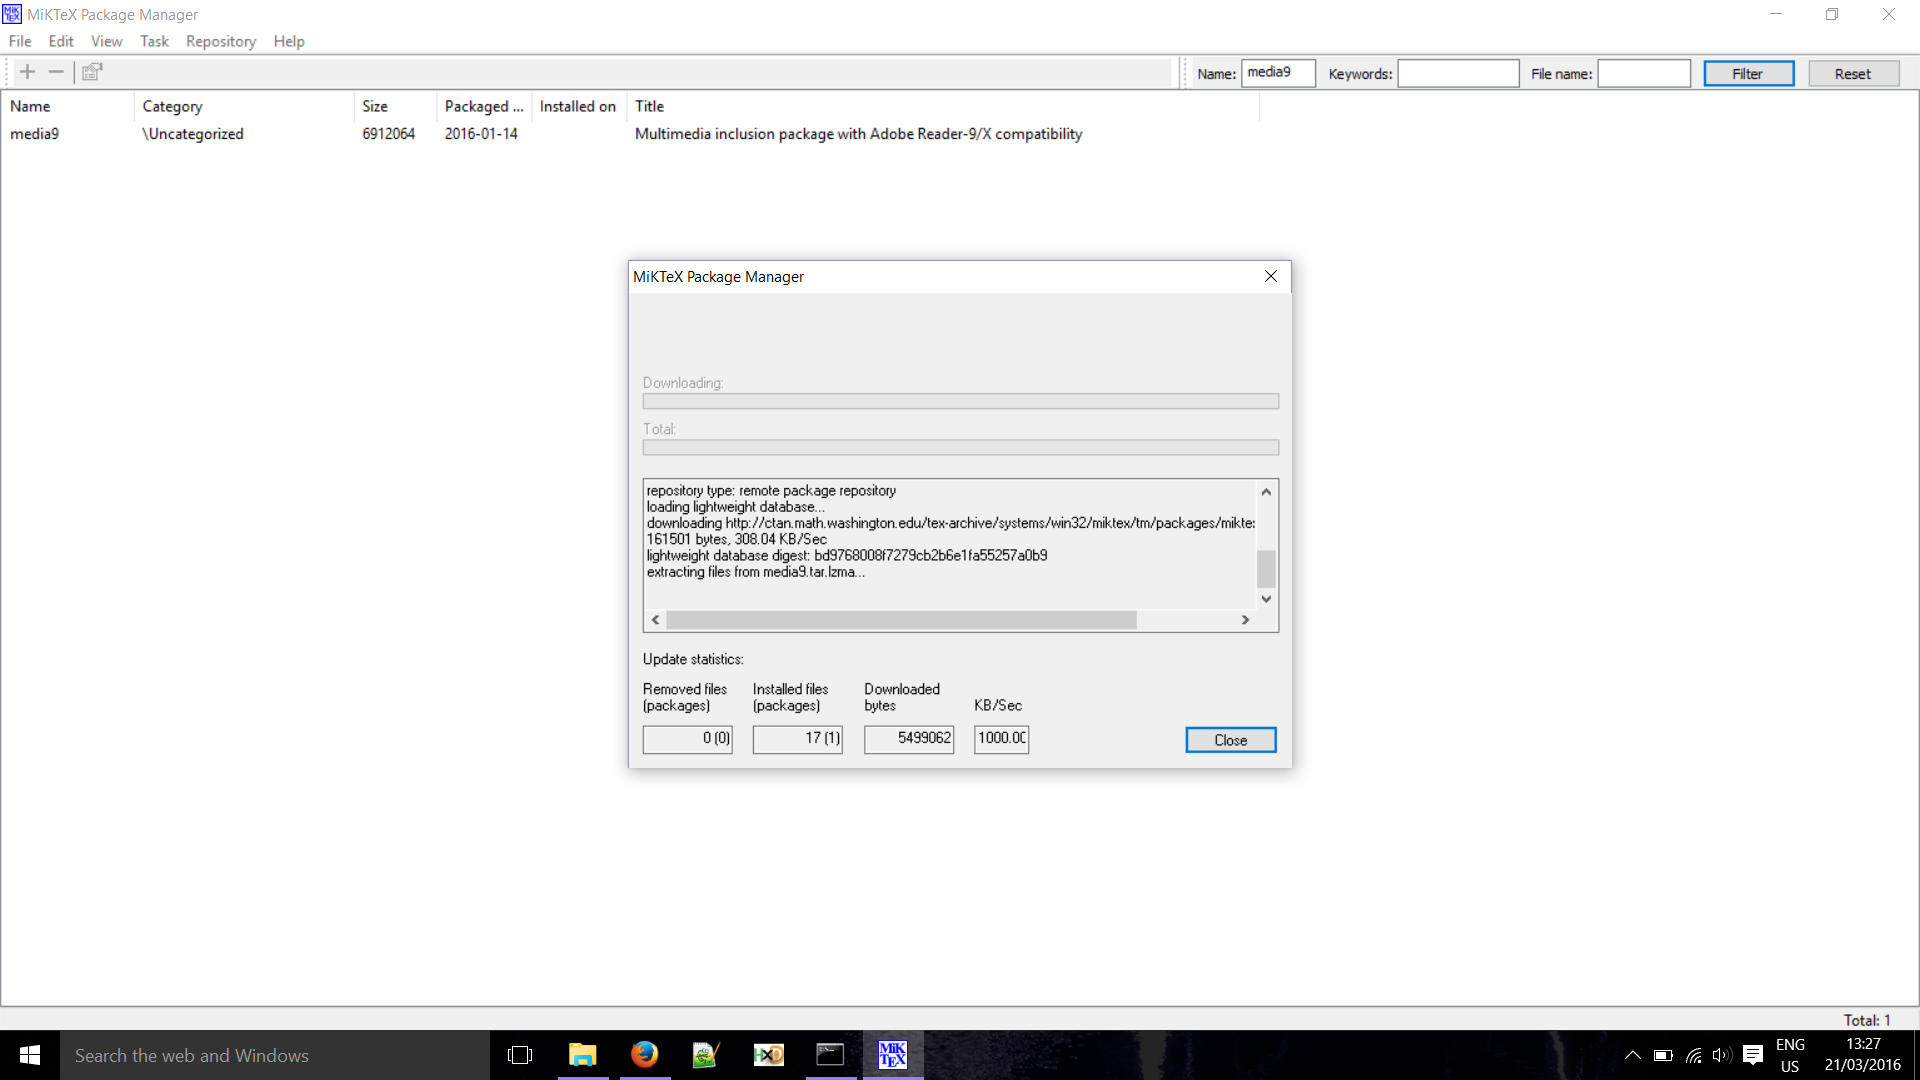 MiKTeX Package Manager
File Edit View Task Repository Help
Name: media9 Keywords: File name: Filter Reset
Name Category Size Packaged ... Installed on Title
media9 \Uncategorized 6912064 2016-01-14 Multimedia inclusion package with Adobe Reader-9/X compatibility
MiKTeX Package Manager
Downloading:
Total:
repository type: remote package repository
loading lightweight database...
downloading http://ctan.math.washington.edu/tex-archive/systems/win32/miktex/tm/packages/mikte
161501 bytes, 308.04 KB/Sec
lightweight database digest: bd9768008f7279cb2b6e1fa55257a0b9
extracting files from media9.tar.lzma...
Update statistics:
Removed files (packages)
Installed files (packages)
Downloaded bytes
KB/Sec
0 (0) 17 (1) 5499062 1000.00 Close
Total: 1
Search the web and Windows
HXD
MiK TEX
ENG US
13:27
21/03/2016